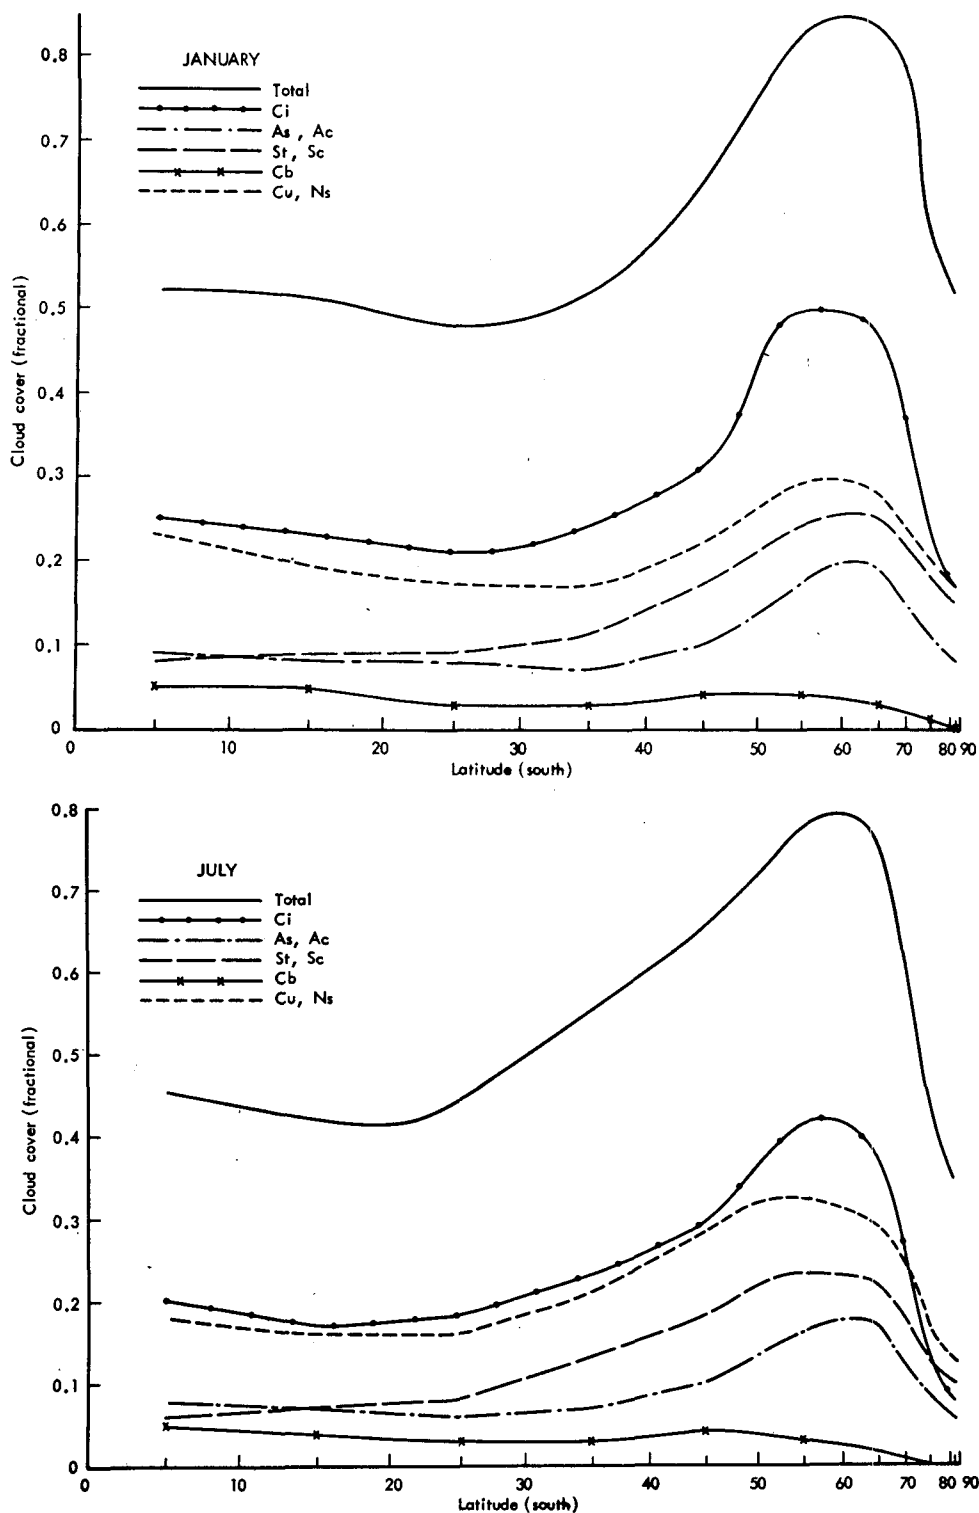 JANUARY
Total
Ci
As, Ac
St, Sc
Cb
Cu, Ns
0.8
0.7
0.6
0.5
0.4
0.3
0.2
0.1
0
Cloud cover (fractional)
0 10 20 30 40 50 60 70 80 90
Latitude (south)
JULY
Total
Ci
As, Ac
St, Sc
Cb
Cu, Ns
0.8
0.7
0.6
0.5
0.4
0.3
0.2
0.1
0
Cloud cover (fractional)
0 10 20 30 40 50 60 70 80 90
Latitude (south)